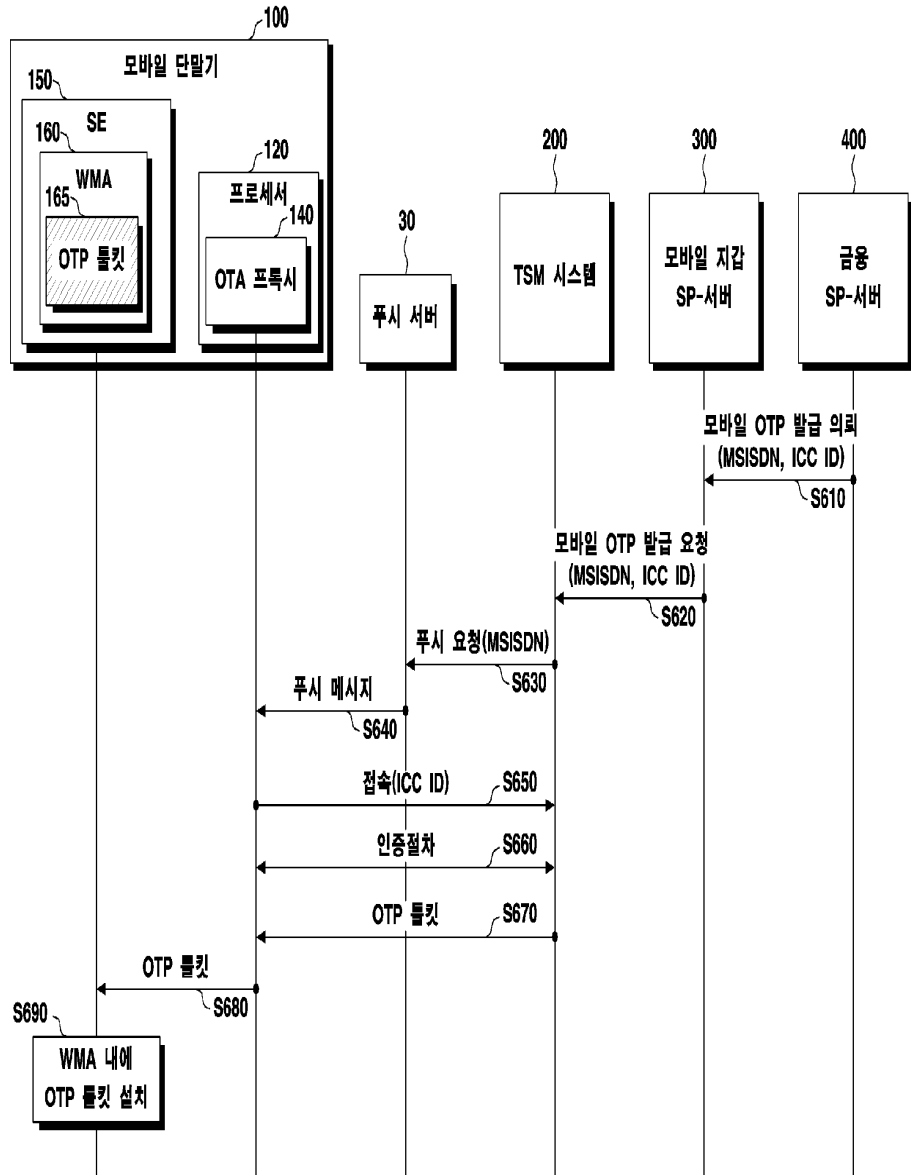 100
모바일 단말기
150
SE
160
WMA
165
OTP 툴킷
120
프로세서
140
OTA 프록시
30
푸시 서버
200
TSM 시스템
300
모바일 지갑
SP-서버
400
금융
SP-서버
모바일 OTP 발급 의뢰
(MSISDN, ICC ID)
S610
모바일 OTP 발급 요청
(MSISDN, ICC ID)
S620
푸시 요청(MSISDN)
S630
푸시 메시지
S640
접속(ICC ID)
S650
인증절차
S660
OTP 툴킷
S670
OTP 툴킷
S680
S690
WMA 내에
OTP 툴킷 설치